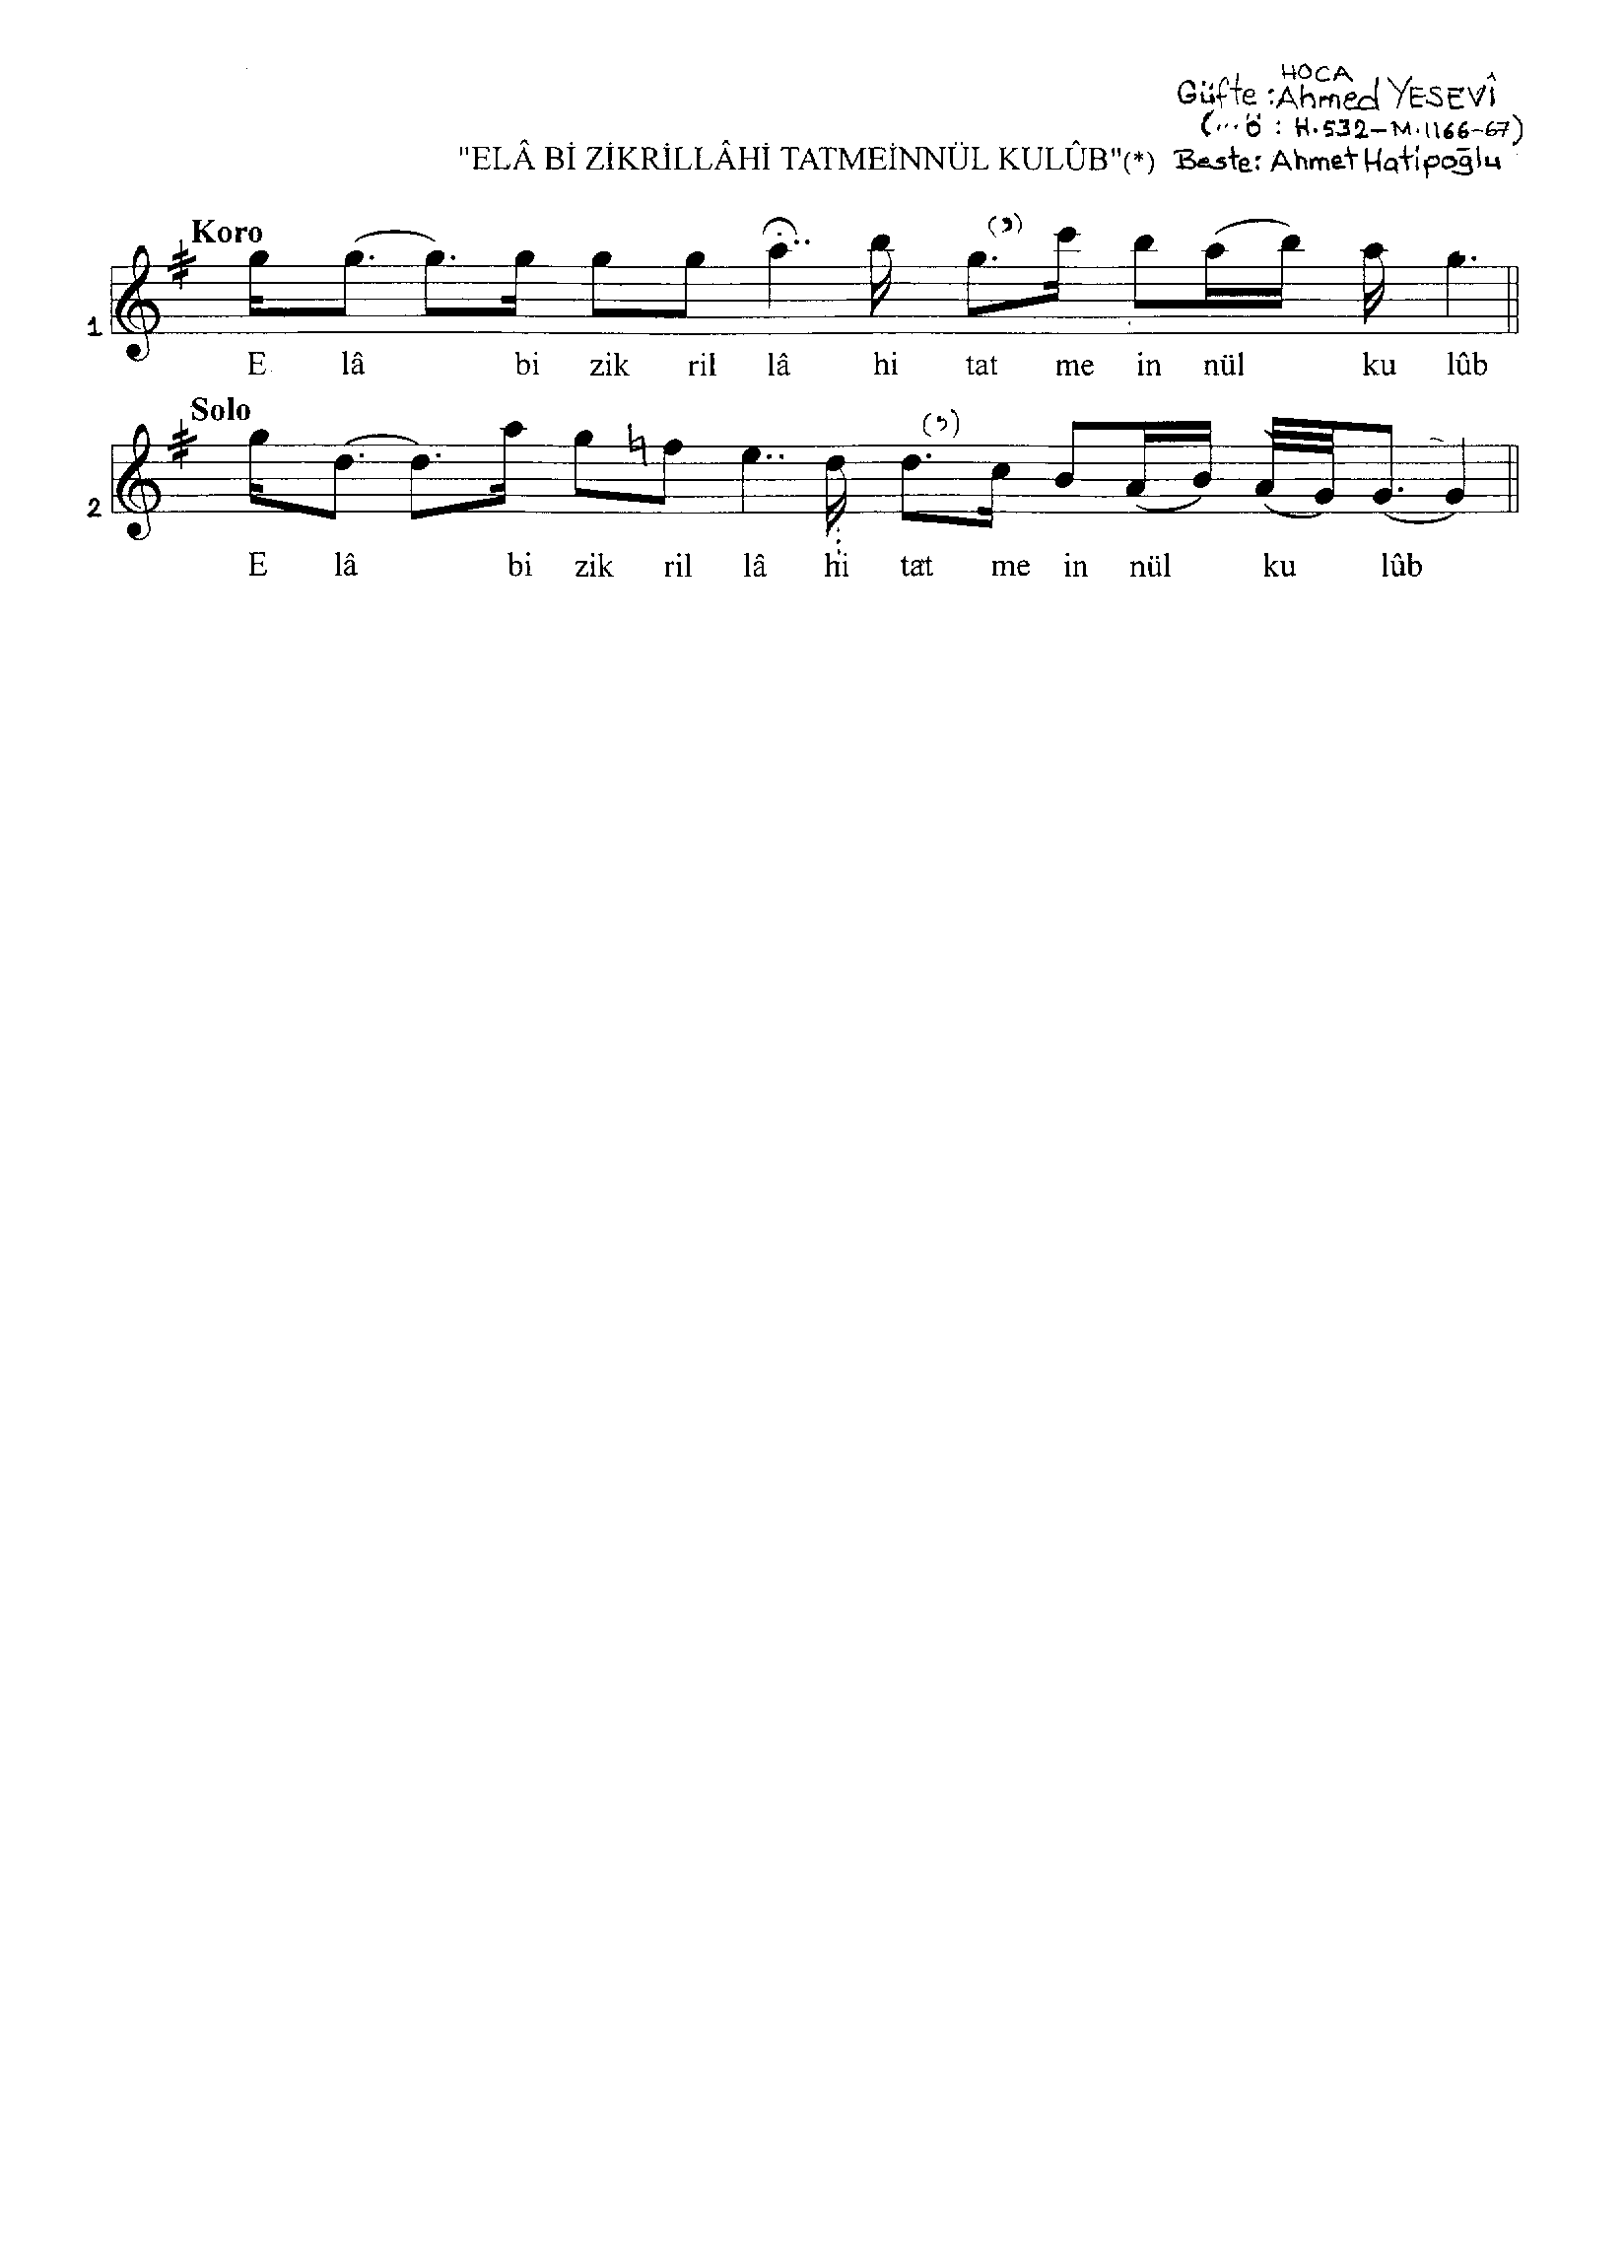 HOCA
Güfte : Ahmed YESEVÎ
(... Ö : H.532-M.1166-67)
"ELÂ Bİ ZİKRİLLÂHİ TATMEİNNÜL KULÛB"(*) Beste: Ahmet Hatipoğlu
Koro
1
E lâ bi zik ril lâ hi tat me in nül ku lûb
Solo
2
E lâ bi zik ril lâ hi tat me in nül ku lûb